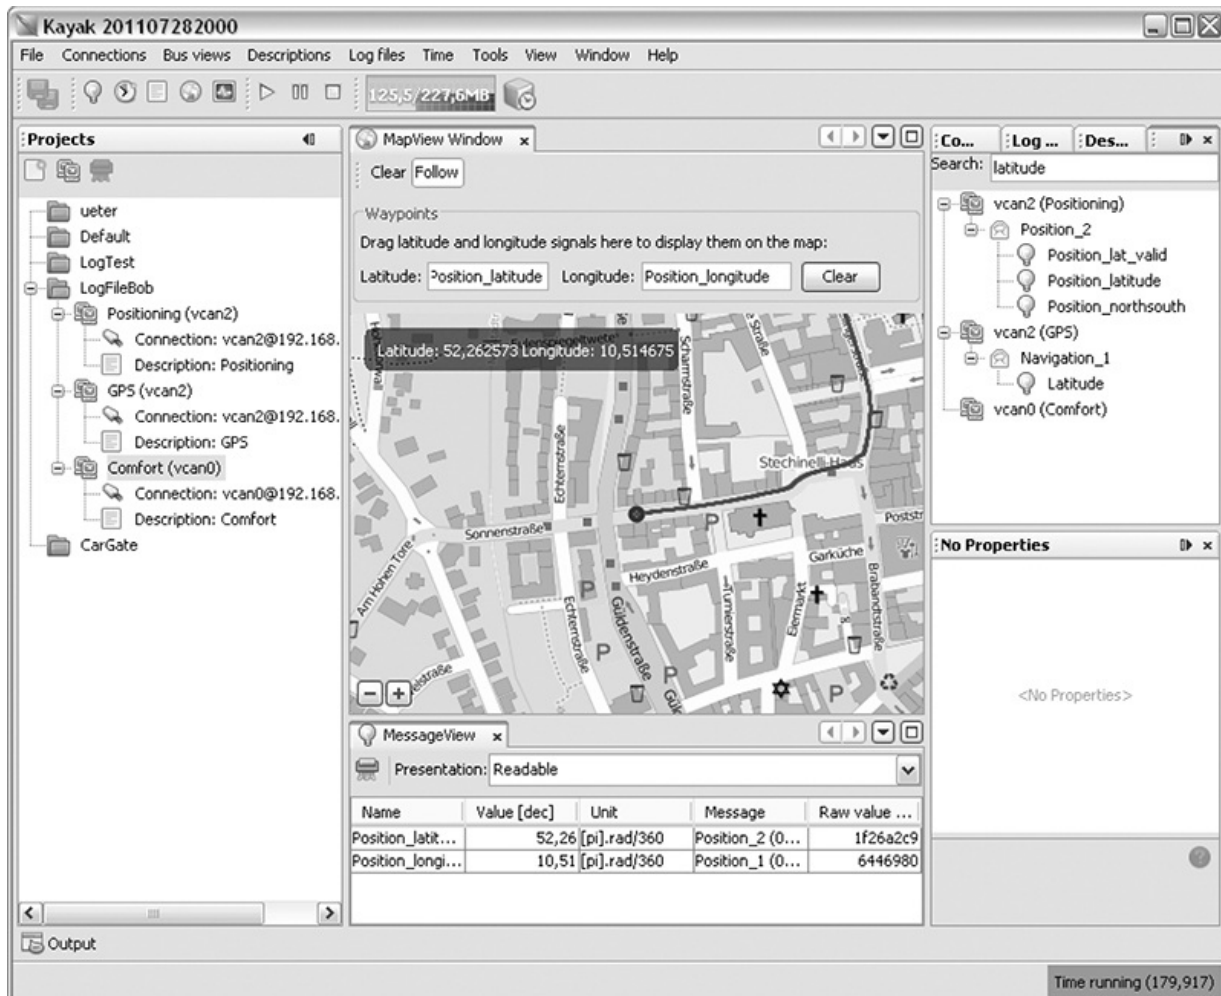 Kayak 201107282000
File Connections Bus views Descriptions Log files Time Tools View Window Help
125,5/227,6MB
Projects
ueter
Default
LogTest
LogFileBob
Positioning (vcan2)
Connection: vcan2@192.168.
Description: Positioning
GPS (vcan2)
Connection: vcan2@192.168.
Description: GPS
Comfort (vcan0)
Connection: vcan0@192.168.
Description: Comfort
CarGate
MapView Window
Clear Follow
Waypoints
Drag latitude and longitude signals here to display them on the map:
Latitude: Position_latitude Longitude: Position_longitude Clear
Latitude: 52,262573 Longitude: 10,514675
Eulenspiegeltwete
Scharrnstraße
Echternstraße
Stechinelli-Haus
Sonnenstraße
Poststr
Am Hohen Tore
Heydenstraße
Garküche
Echternstraße
Güldenstraße
Turnierstraße
Eiermarkt
Brabandtstraße
MessageView
Presentation: Readable
Name Value [dec] Unit Message Raw value ...
Position_latit... 52,26 [pi].rad/360 Position_2 (0... 1f26a2c9
Position_longi... 10,51 [pi].rad/360 Position_1 (0... 6446980
Co... Log ... Des...
Search: latitude
vcan2 (Positioning)
Position_2
Position_lat_valid
Position_latitude
Position_northsouth
vcan2 (GPS)
Navigation_1
Latitude
vcan0 (Comfort)
No Properties
<No Properties>
Output
Time running (179,917)